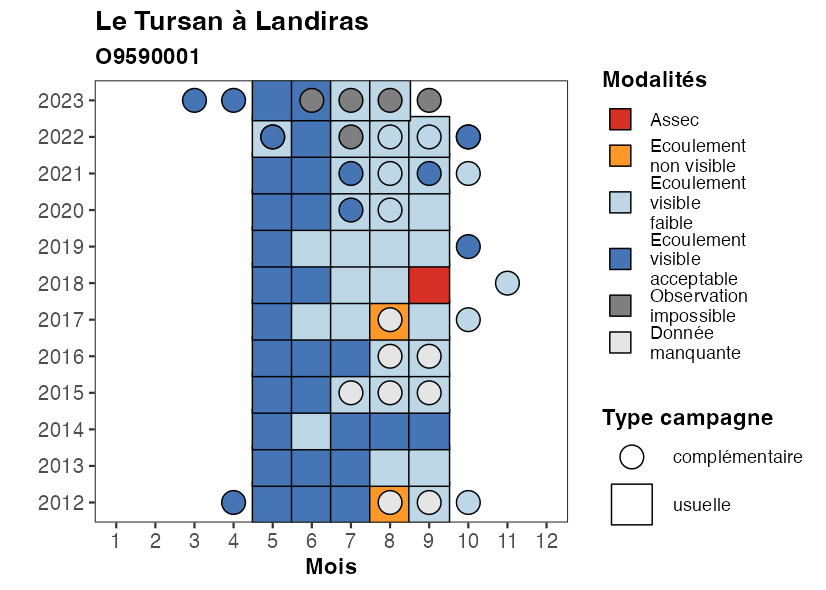 Le Tursan à Landiras
O9590001
2023
2022
2021
2020
2019
2018
2017
2016
2015
2014
2013
2012
1 2 3 4 5 6 7 8 9 10 11 12
Mois
Modalités
Assec
Ecoulement
non visible
Ecoulement
visible
faible
Ecoulement
visible
acceptable
Observation
impossible
Donnée
manquante
Type campagne
complémentaire
usuelle